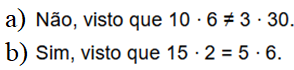 a) Não, visto que 10 · 6 ≠ 3 · 30.
b) Sim, visto que 15 · 2 = 5 · 6.